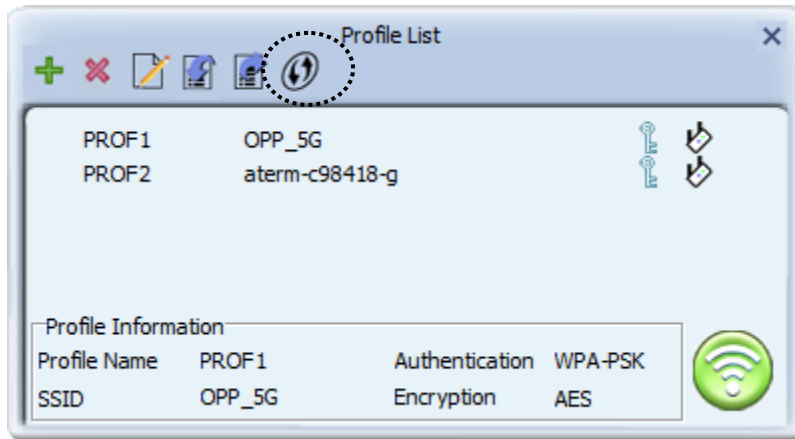 Profile List
PROF1 OPP_5G
PROF2 aterm-c98418-g
Profile Information
Profile Name PROF1 Authentication WPA-PSK
SSID OPP_5G Encryption AES